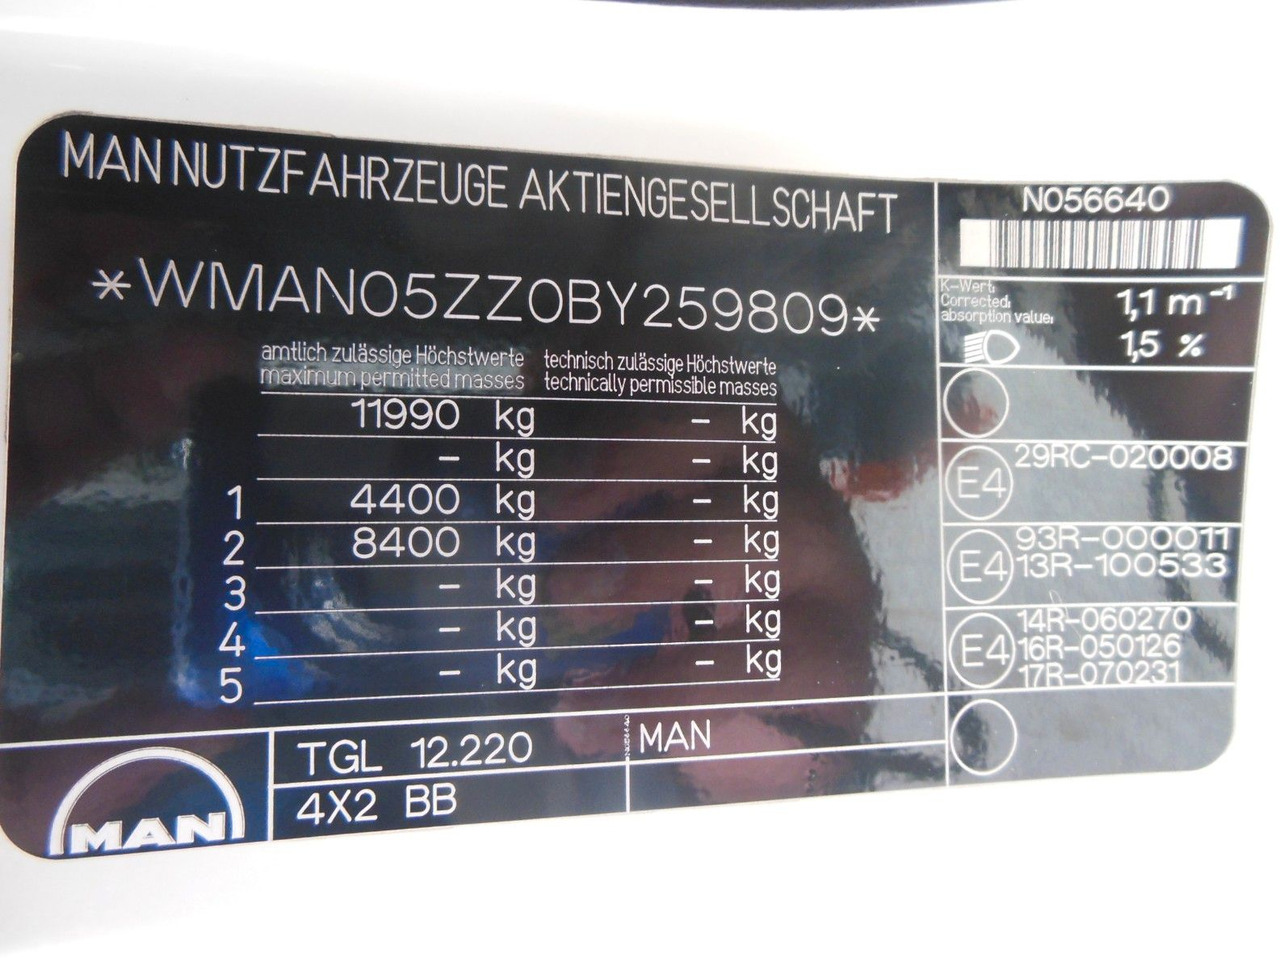 MAN NUTZFAHRZEUGE AKTIENGESELLSCHAFT
*WMAN05ZZ0BY259809*
amtlich zulässige Höchstwerte technisch zulässige Höchstwerte
maximum permitted masses technically permissible masses
11990 kg - kg
- kg - kg
1 4400 kg - kg
2 8400 kg - kg
3 - kg - kg
4 - kg - kg
5 - kg - kg
TGL 12.220 MAN
4X2 BB
MAN
N056640
K-Wert:
Corrected:
absorption value:
1,1 m⁻¹
1,5 %
E4 29RC-020008
E4 93R-000011
13R-100533
E4 14R-060270
16R-050126
17R-070231